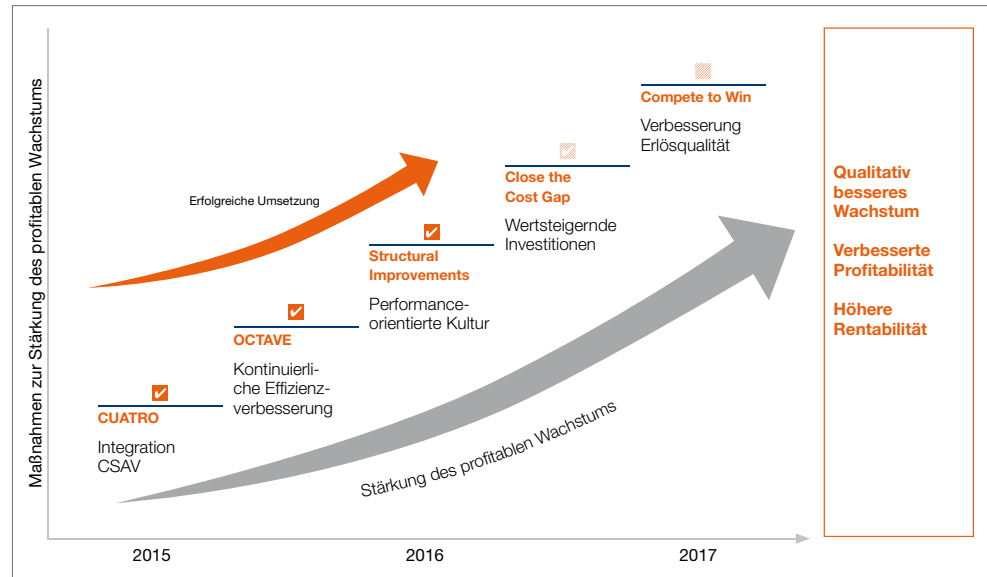 Maßnahmen zur Stärkung des profitablen Wachstums
Erfolgreiche Umsetzung
CUATRO
Integration
CSAV
OCTAVE
Kontinuierli-
che Effizienz-
verbesserung
Structural
Improvements
Performance-
orientierte Kultur
Close the
Cost Gap
Wertsteigernde
Investitionen
Compete to Win
Verbesserung
Erlösqualität
Stärkung des profitablen Wachstums
Qualitativ
besseres
Wachstum
Verbesserte
Profitabilität
Höhere
Rentabilität
2015
2016
2017